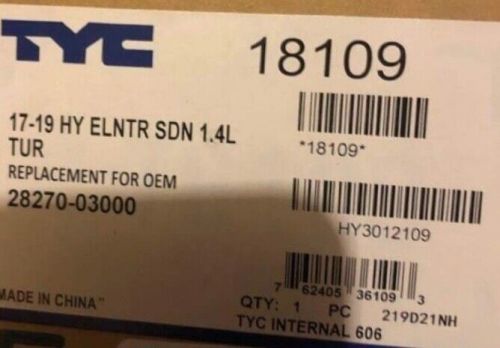 TYC
18109
17-19 HY ELNTR SDN 1.4L
TUR
*18109*
REPLACEMENT FOR OEM
28270-03000
HY3012109
7 62405 36109 3
MADE IN CHINA"
QTY: 1 PC 219D21NH
TYC INTERNAL 606